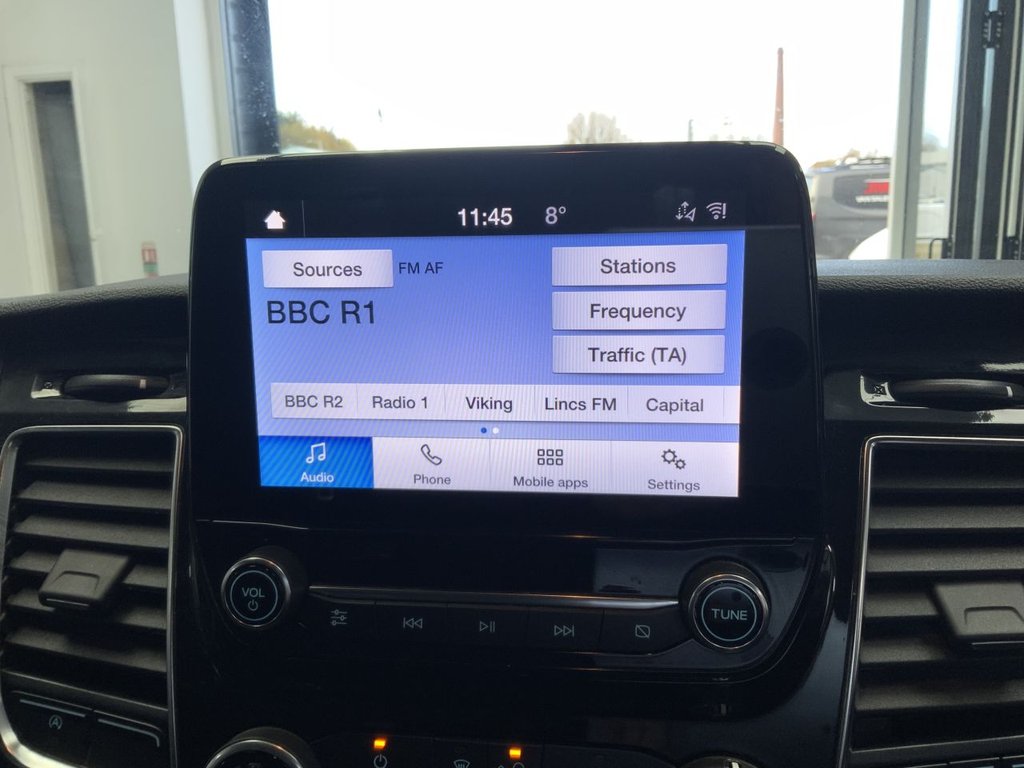 11:45 8°
Sources FM AF Stations
BBC R1 Frequency
Traffic (TA)
BBC R2 Radio 1 Viking Lincs FM Capital
Audio Phone Mobile apps Settings
VOL TUNE
A